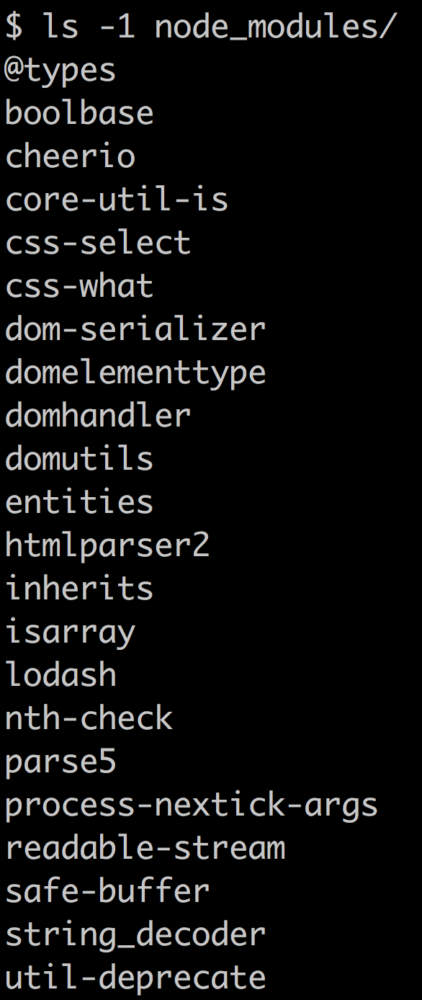 $ ls -1 node_modules/
@types
boolbase
cheerio
core-util-is
css-select
css-what
dom-serializer
domelementtype
domhandler
domutils
entities
htmlparser2
inherits
isarray
lodash
nth-check
parse5
process-nextick-args
readable-stream
safe-buffer
string_decoder
util-deprecate